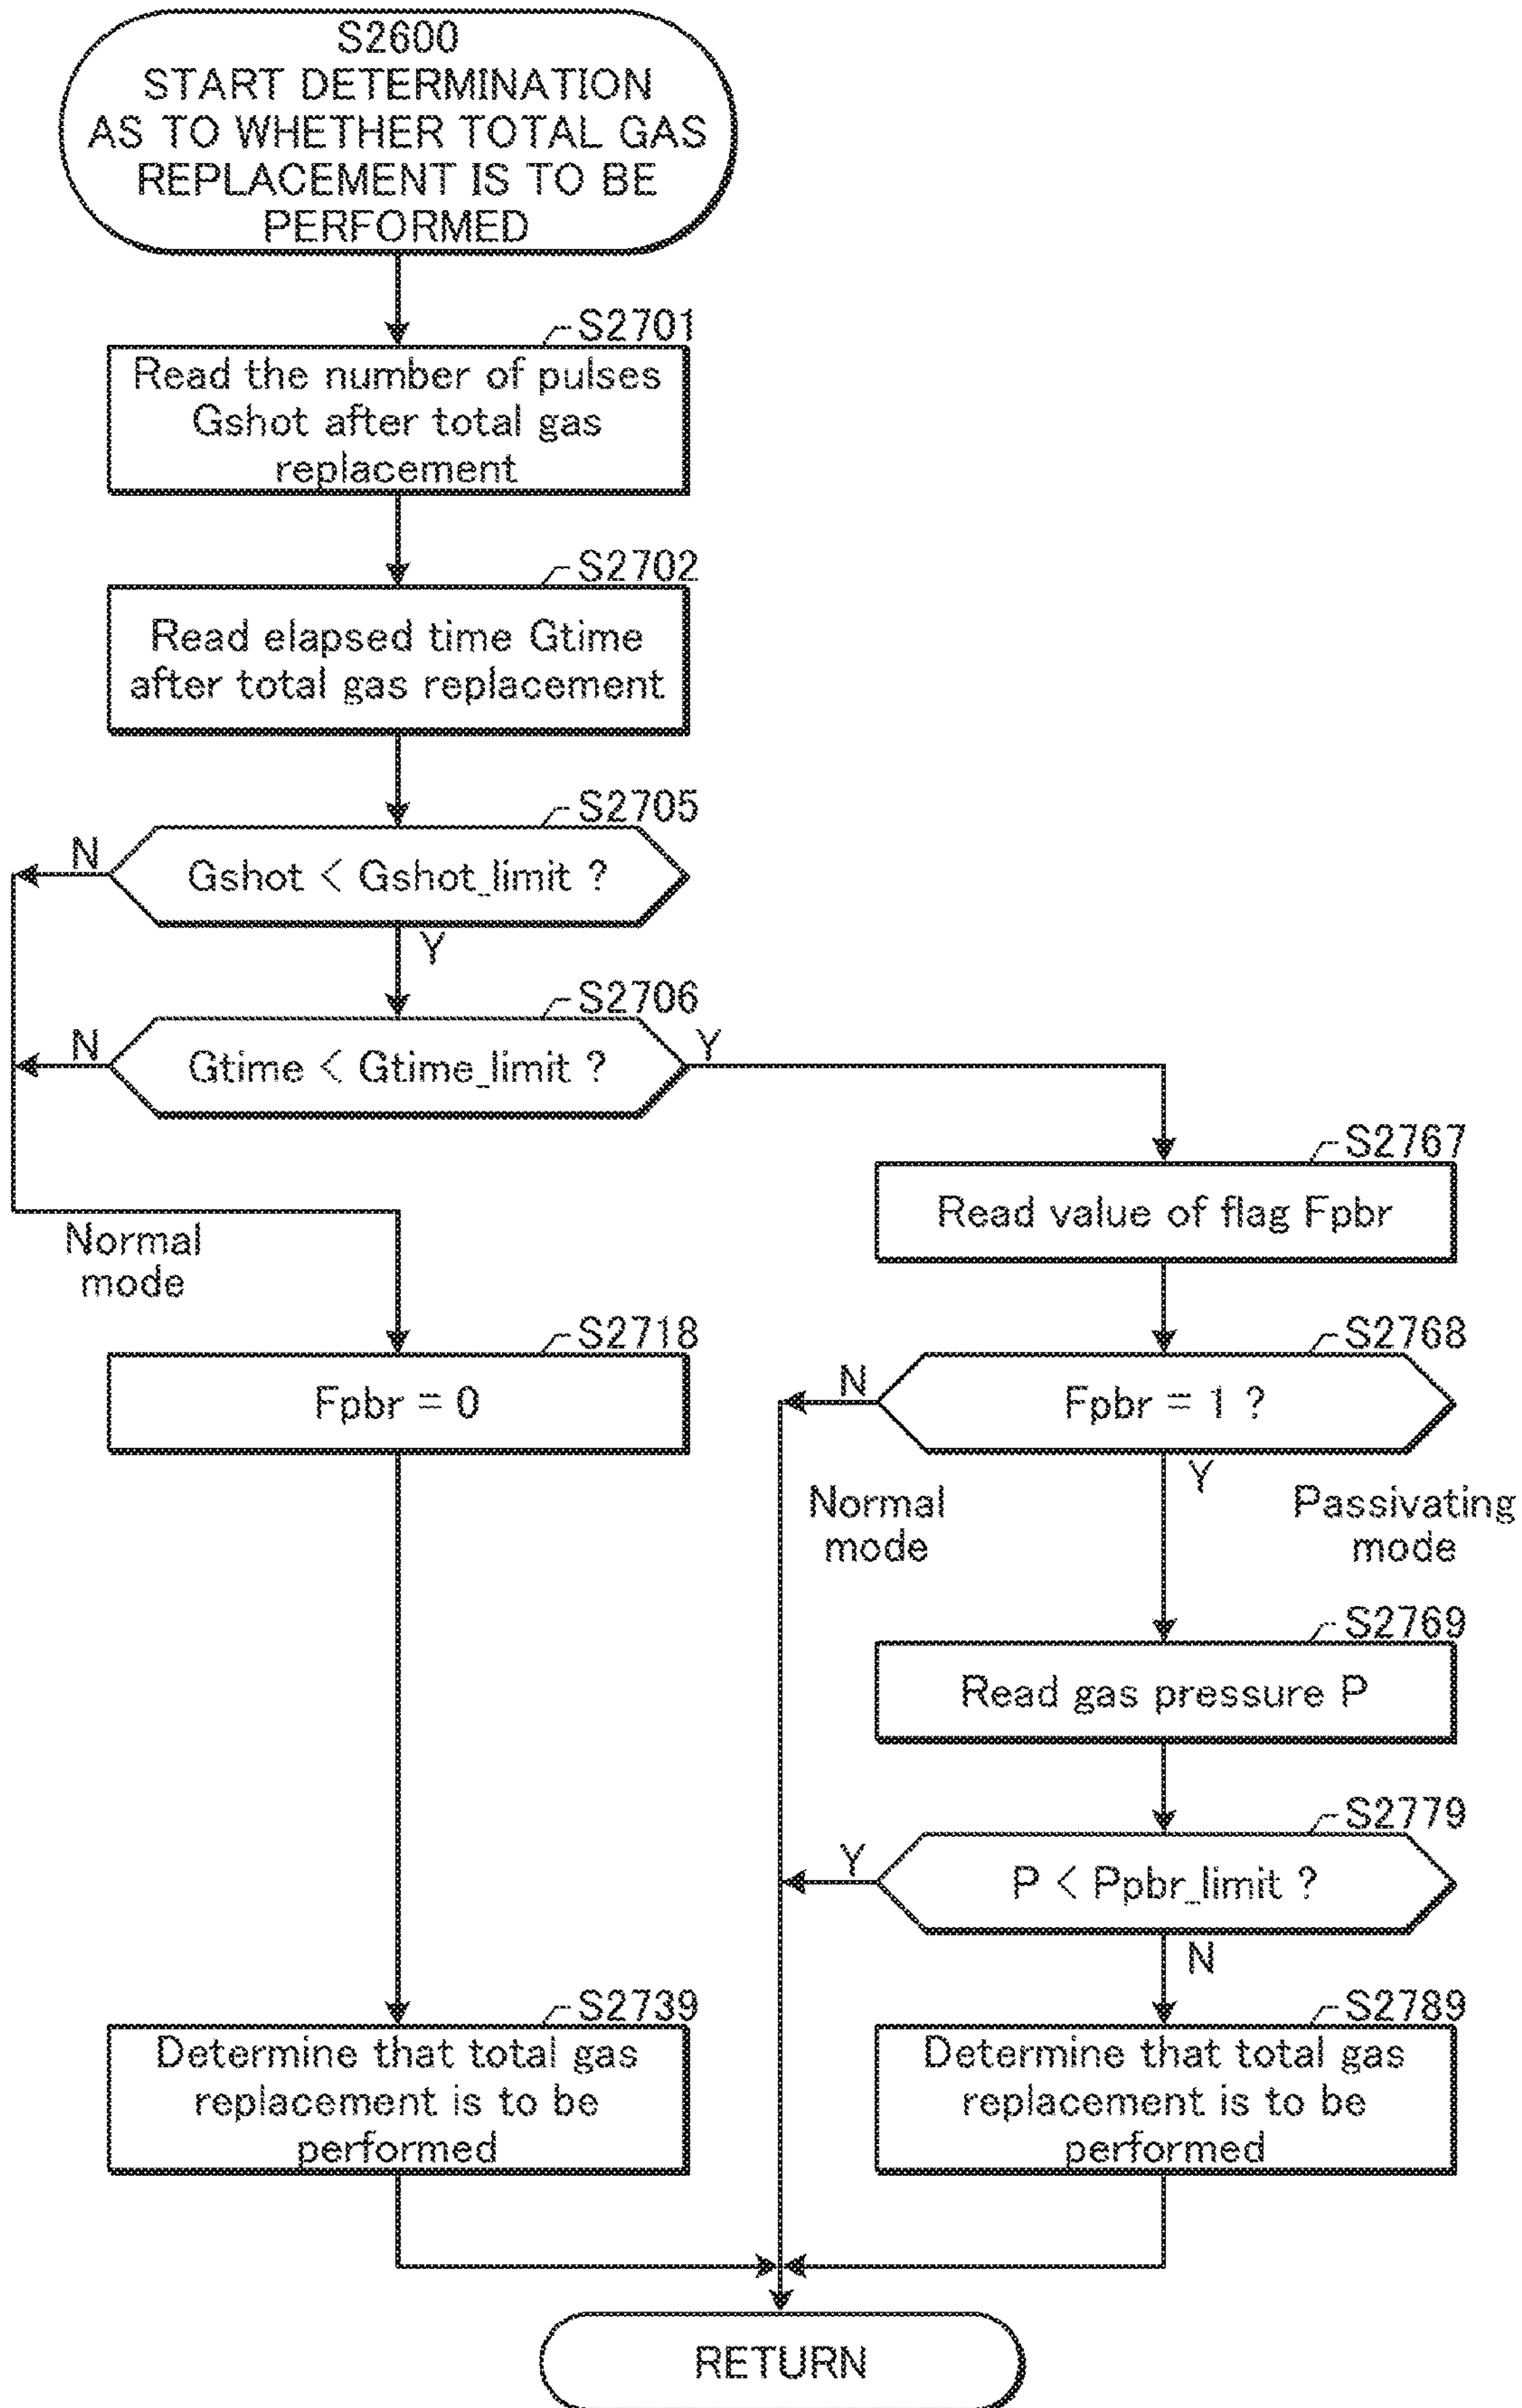 S2600
START DETERMINATION
AS TO WHETHER TOTAL GAS
REPLACEMENT IS TO BE
PERFORMED
S2701
Read the number of pulses
Gshot after total gas
replacement
S2702
Read elapsed time Gtime
after total gas replacement
S2705
N
Gshot < Gshot_limit ?
Y
S2706
N
Gtime < Gtime_limit ?
Y
Normal
mode
S2718
Fpbr = 0
S2739
Determine that total gas
replacement is to be
performed
S2767
Read value of flag Fpbr
S2768
N
Fpbr = 1 ?
Y
Normal
mode
Passivating
mode
S2769
Read gas pressure P
S2779
Y
P < Ppbr_limit ?
N
S2789
Determine that total gas
replacement is to be
performed
RETURN